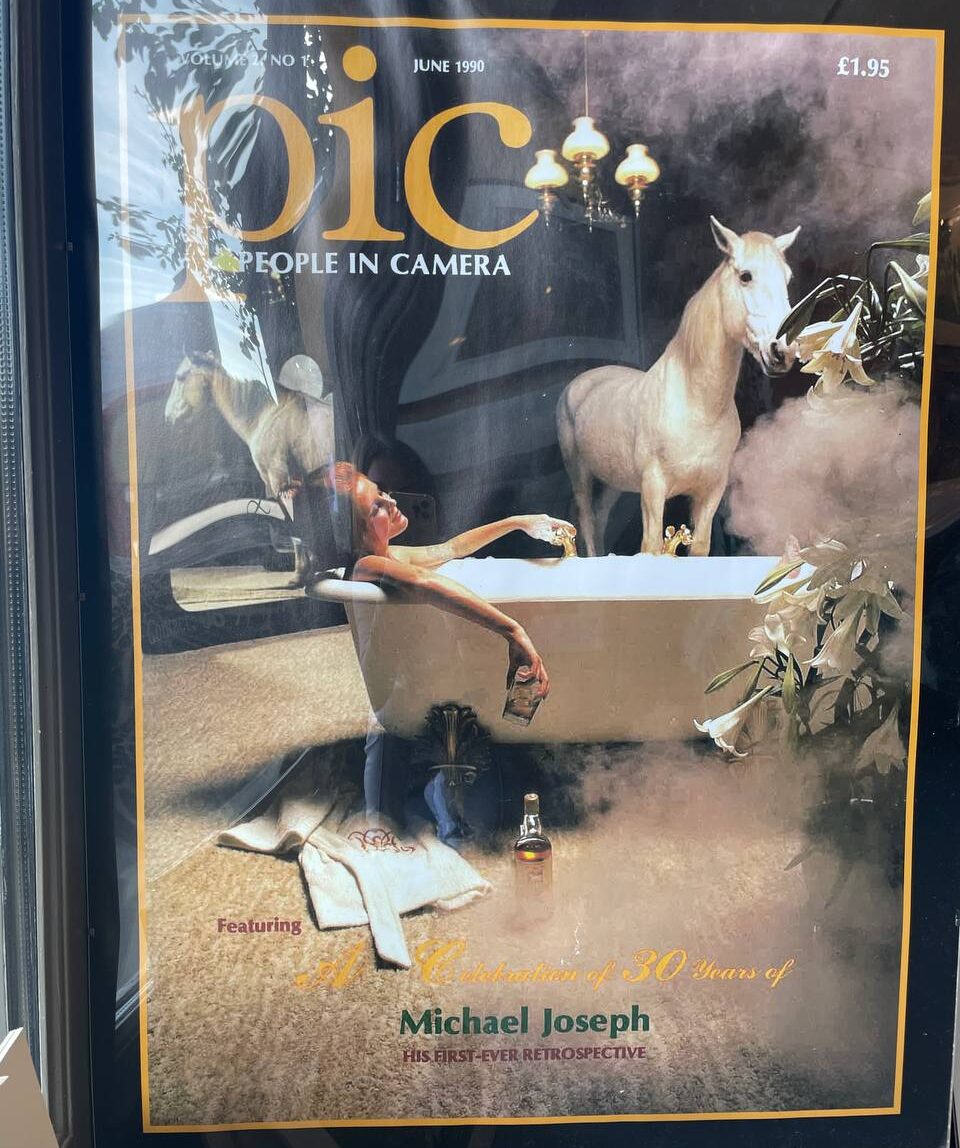 VOLUME 2, NO 1
JUNE 1990
£1.95
pic
PEOPLE IN CAMERA
Featuring
A Celebration of 30 Years of
Michael Joseph
HIS FIRST-EVER RETROSPECTIVE